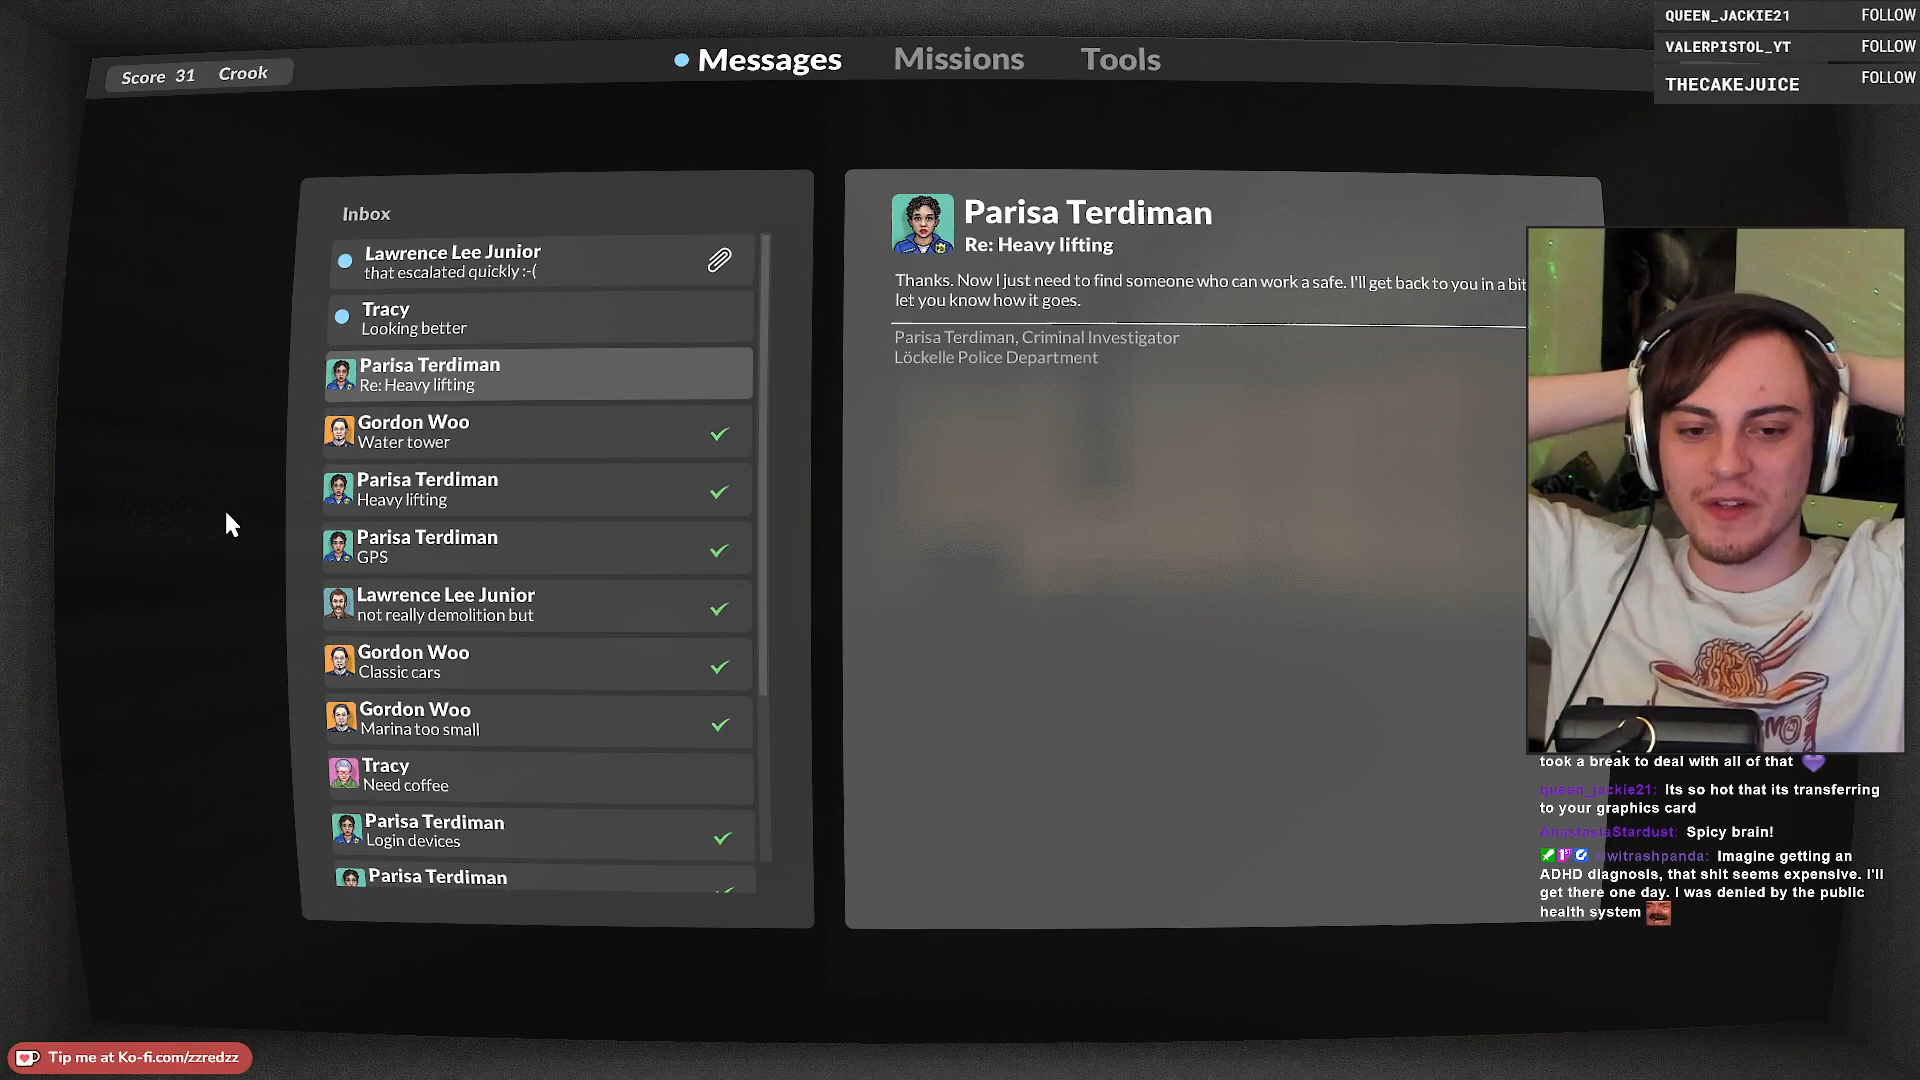 Score 31 Crook
Messages Missions Tools
QUEEN_JACKIE21 FOLLOW
VALERPISTOL_YT FOLLOW
THECAKEJUICE FOLLOW
Inbox
Lawrence Lee Junior
that escalated quickly :-(
Tracy
Looking better
Parisa Terdiman
Re: Heavy lifting
Gordon Woo
Water tower
Parisa Terdiman
Heavy lifting
Parisa Terdiman
GPS
Lawrence Lee Junior
not really demolition but
Gordon Woo
Classic cars
Gordon Woo
Marina too small
Tracy
Need coffee
Parisa Terdiman
Login devices
Parisa Terdiman
Parisa Terdiman
Re: Heavy lifting
Thanks. Now I just need to find someone who can work a safe. I'll get back to you in a bit
let you know how it goes.
Parisa Terdiman, Criminal Investigator
Löckelle Police Department
took a break to deal with all of that
queen_jackie21: Its so hot that its transferring
to your graphics card
AnastasiaStardust: Spicy brain!
Imagine getting an
ADHD diagnosis, that shit seems expensive. I'll
get there one day. I was denied by the public
health system
Tip me at Ko-fi.com/zzredzz